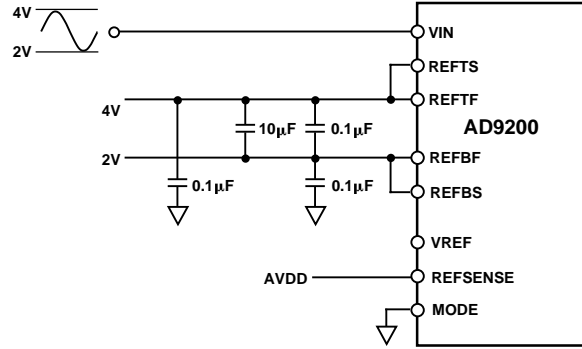 4V
2V
VIN
REFTS
4V
REFTF
10μF
0.1μF
AD9200
2V
REFBF
0.1μF
0.1μF
REFBS
VREF
AVDD
REFSENSE
MODE